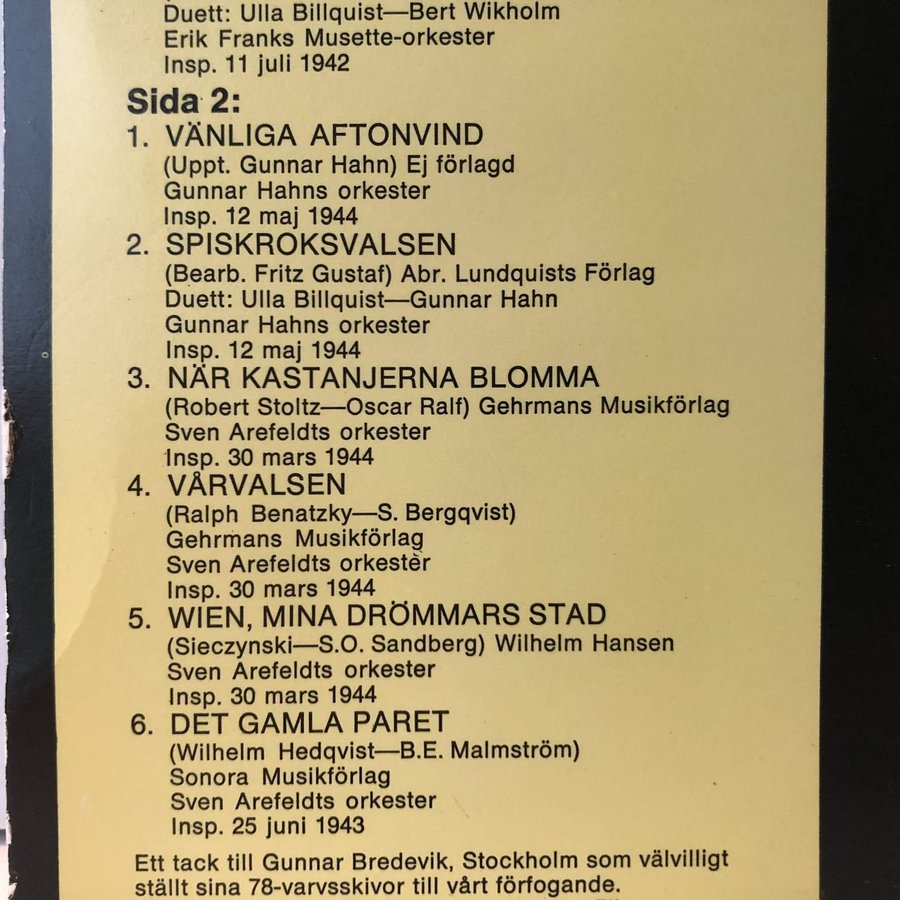 Duett: Ulla Billquist—Bert Wikholm
Erik Franks Musette-orkester
Insp. 11 juli 1942
Sida 2:
1. VÄNLIGA AFTONVIND
(Uppt. Gunnar Hahn) Ej förlagd
Gunnar Hahns orkester
Insp. 12 maj 1944
2. SPISKROKSVALSEN
(Bearb. Fritz Gustaf) Abr. Lundquists Förlag
Duett: Ulla Billquist—Gunnar Hahn
Gunnar Hahns orkester
Insp. 12 maj 1944
3. NÄR KASTANJERNA BLOMMA
(Robert Stoltz—Oscar Ralf) Gehrmans Musikförlag
Sven Arefeldts orkester
Insp. 30 mars 1944
4. VÅRVALSEN
(Ralph Benatzky—S. Bergqvist)
Gehrmans Musikförlag
Sven Arefeldts orkester
Insp. 30 mars 1944
5. WIEN, MINA DRÖMMARS STAD
(Sieczynski—S.O. Sandberg) Wilhelm Hansen
Sven Arefeldts orkester
Insp. 30 mars 1944
6. DET GAMLA PARET
(Wilhelm Hedqvist—B.E. Malmström)
Sonora Musikförlag
Sven Arefeldts orkester
Insp. 25 juni 1943
Ett tack till Gunnar Bredevik, Stockholm som välvilligt
ställt sina 78-varvsskivor till vårt förfogande.